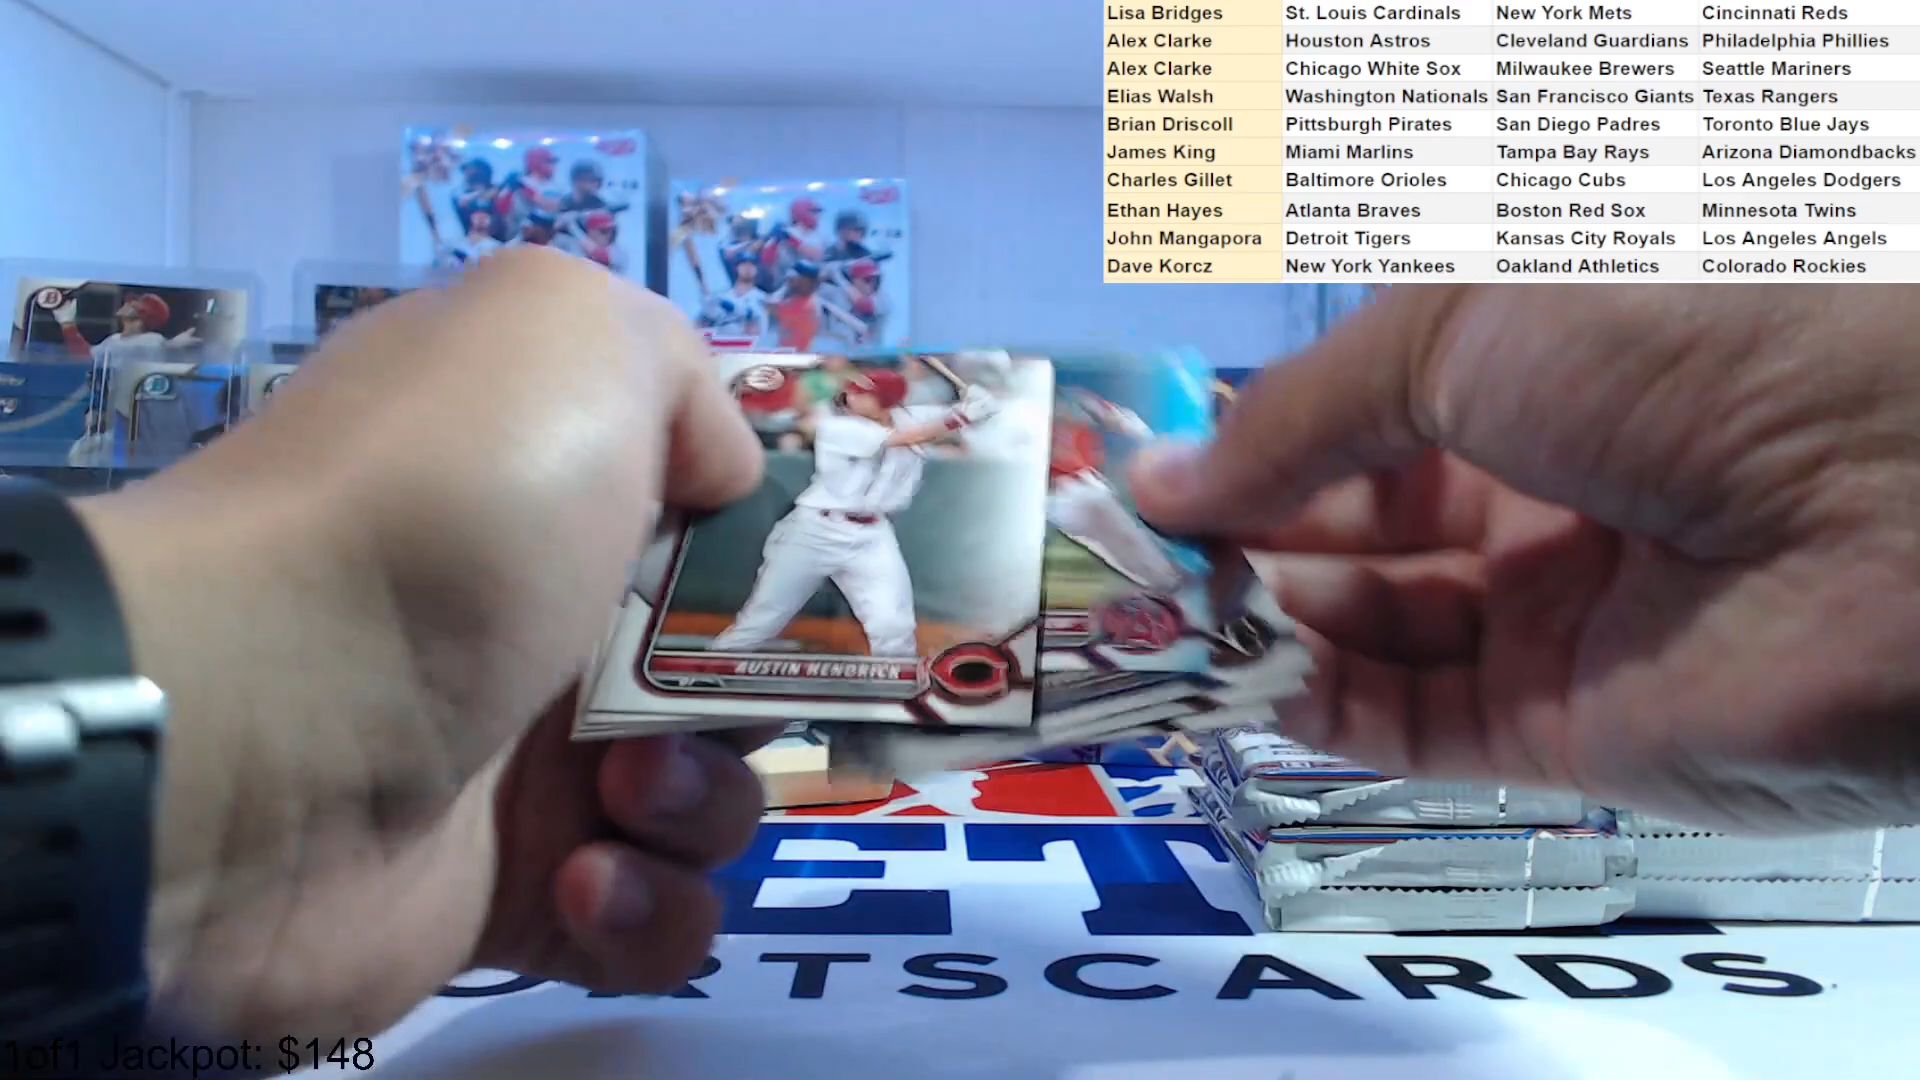 Lisa Bridges St. Louis Cardinals New York Mets Cincinnati Reds
Alex Clarke Houston Astros Cleveland Guardians Philadelphia Phillies
Alex Clarke Chicago White Sox Milwaukee Brewers Seattle Mariners
Elias Walsh Washington Nationals San Francisco Giants Texas Rangers
Brian Driscoll Pittsburgh Pirates San Diego Padres Toronto Blue Jays
James King Miami Marlins Tampa Bay Rays Arizona Diamondbacks
Charles Gillet Baltimore Orioles Chicago Cubs Los Angeles Dodgers
Ethan Hayes Atlanta Braves Boston Red Sox Minnesota Twins
John Mangapora Detroit Tigers Kansas City Royals Los Angeles Angels
Dave Korcz New York Yankees Oakland Athletics Colorado Rockies
AUSTIN HENDRICK
ET
ORTSCARDS
1of1 Jackpot: $148